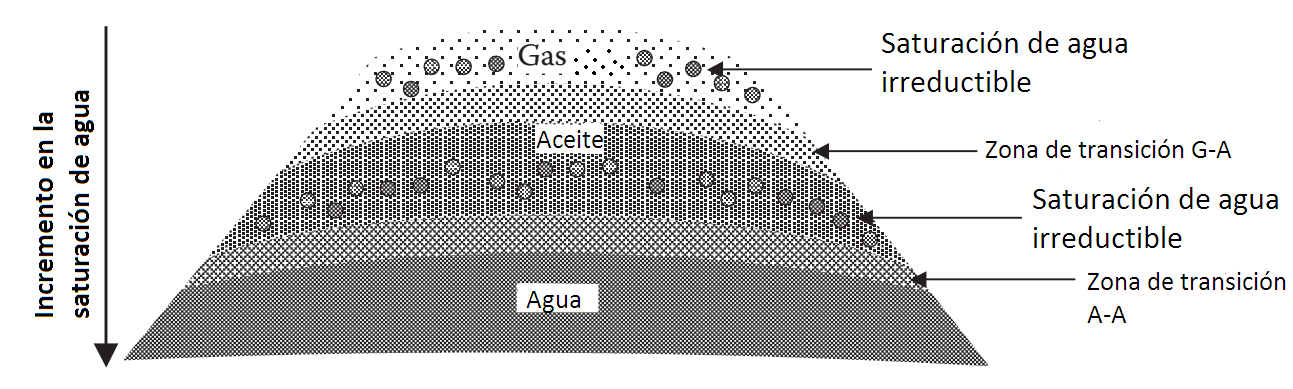 Incremento en la
saturación de agua
Gas
Saturación de agua
irreductible
Aceite
Zona de transición G-A
Saturación de agua
irreductible
Agua
Zona de transición
A-A